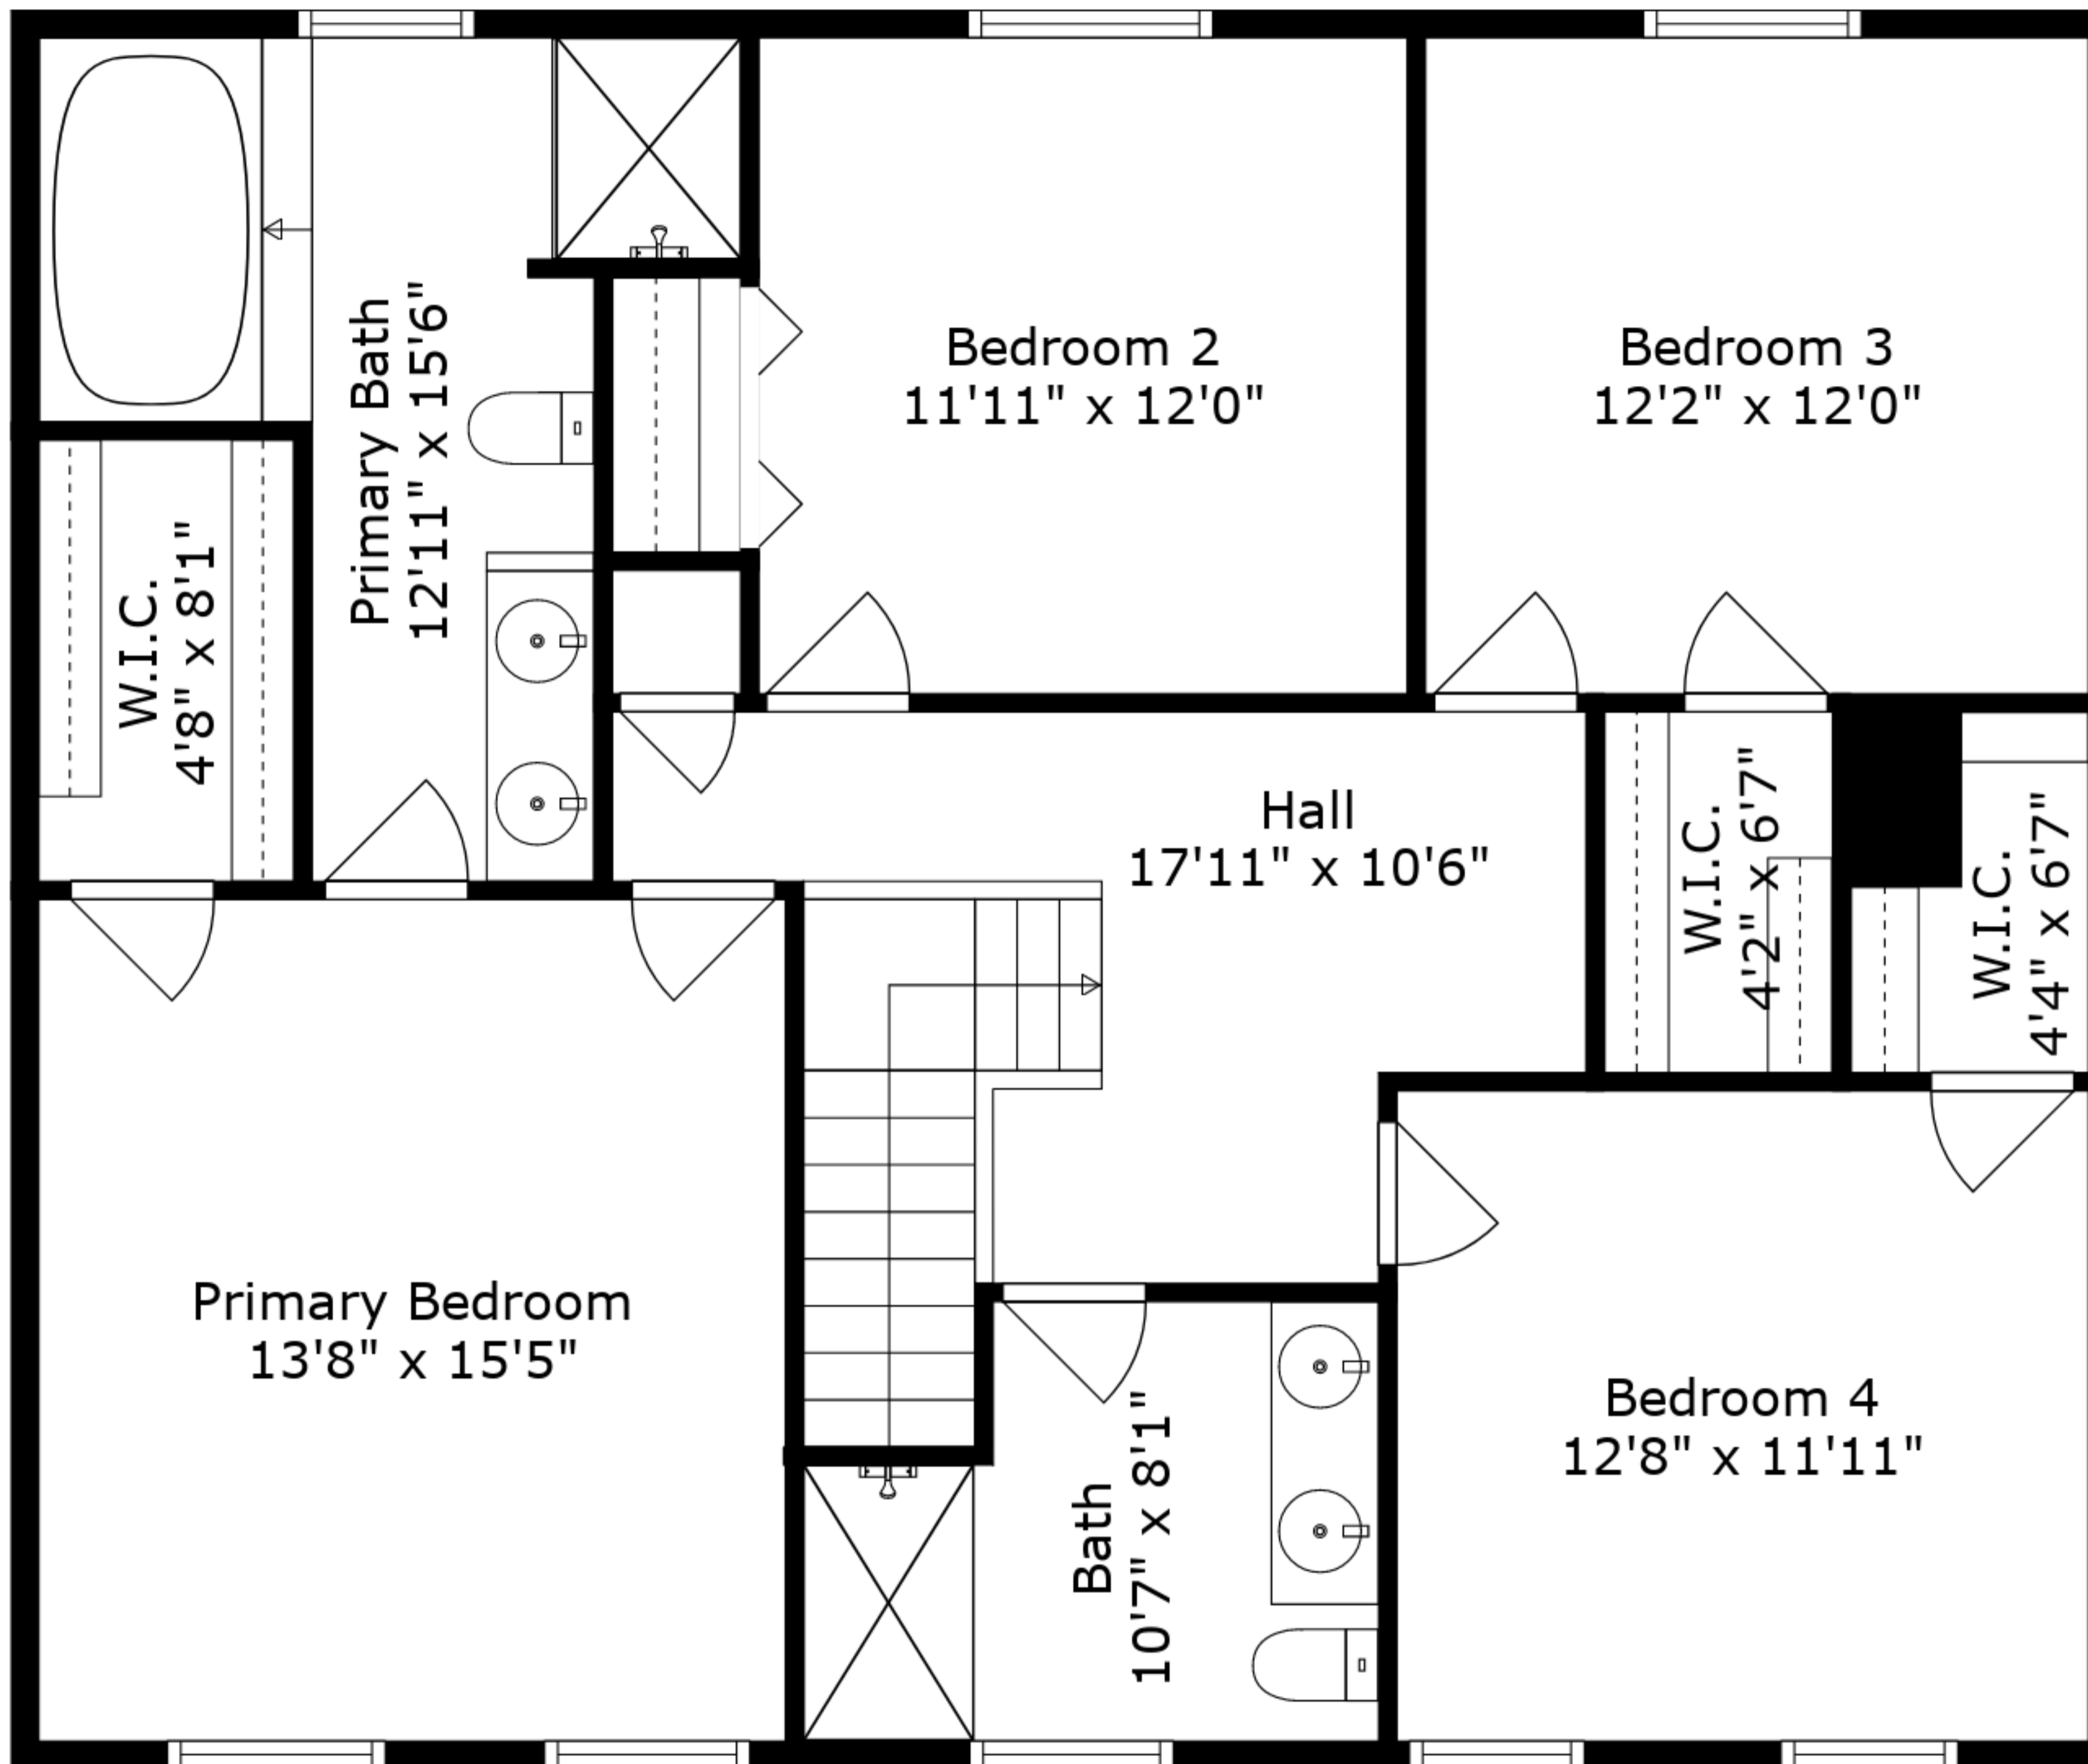 Primary Bath
12'11" x 15'6"
Bedroom 2
11'11" x 12'0"
Bedroom 3
12'2" x 12'0"
W.I.C.
4'8" x 8'1"
Hall
17'11" x 10'6"
W.I.C.
4'2" x 6'7"
W.I.C.
4'4" x 6'7"
Primary Bedroom
13'8" x 15'5"
Bath
10'7" x 8'1"
Bedroom 4
12'8" x 11'11"